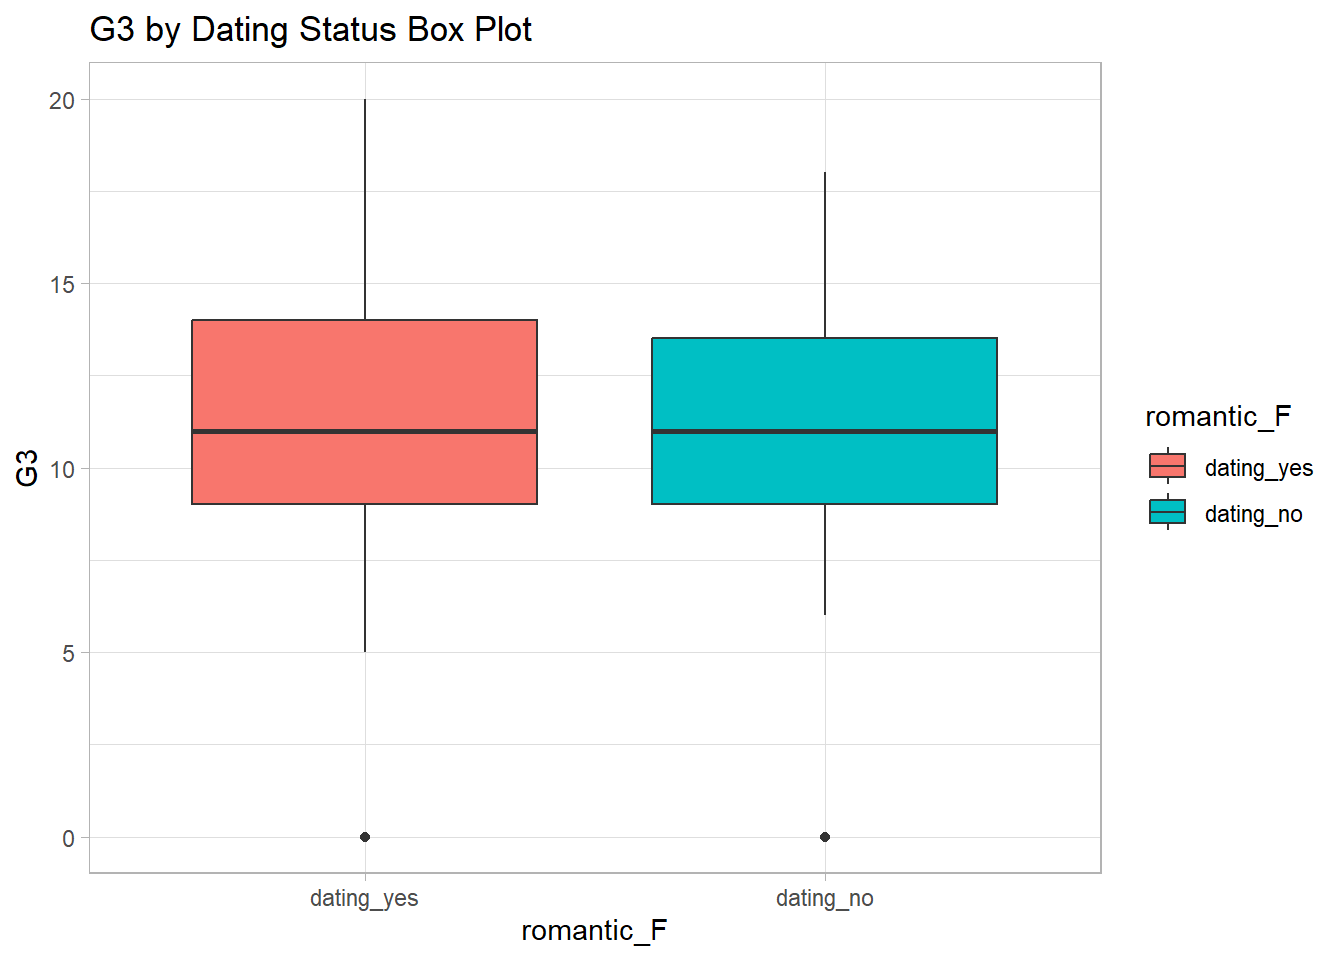 G3 by Dating Status Box Plot
20
15
10
5
0
G3
dating_yes
dating_no
romantic_F
romantic_F
dating_yes
dating_no